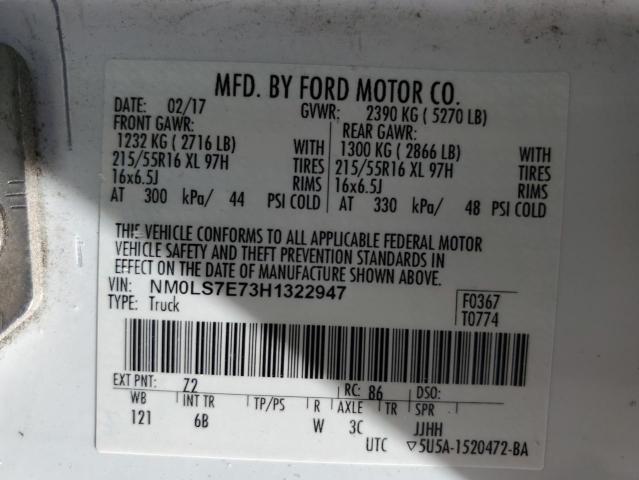 MFD. BY FORD MOTOR CO.
DATE: 02/17 GVWR: 2390 KG ( 5270 LB)
FRONT GAWR: REAR GAWR:
1232 KG ( 2716 LB) WITH 1300 KG ( 2866 LB) WITH
215/55R16 XL 97H TIRES 215/55R16 XL 97H TIRES
16x6.5J RIMS 16x6.5J RIMS
AT 300 kPa/ 44 PSI COLD AT 330 kPa/ 48 PSI COLD
THIS VEHICLE CONFORMS TO ALL APPLICABLE FEDERAL MOTOR
VEHICLE SAFETY AND THEFT PREVENTION STANDARDS IN
EFFECT ON THE DATE OF MANUFACTURE SHOWN ABOVE.
VIN: NM0LS7E73H1322947 F0367
TYPE: Truck T0774
EXT PNT: Z2 RC: 86 DSO:
WB INT TR TP/PS R AXLE TR SPR
121 6B W 3C JJHH
UTC ▽5U5A-1520472-BA